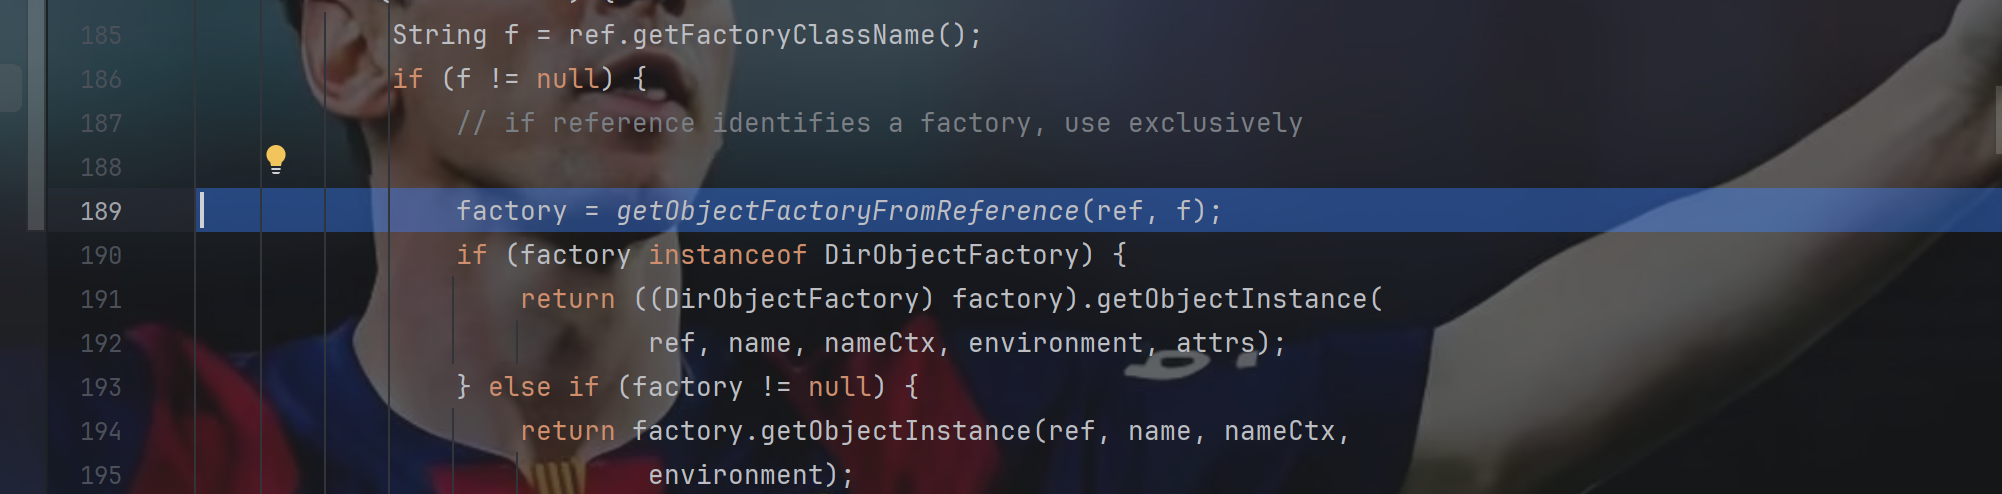 185 String f = ref.getFactoryClassName();
186 if (f != null) {
187 // if reference identifies a factory, use exclusively
188
189 factory = getObjectFactoryFromReference(ref, f);
190 if (factory instanceof DirObjectFactory) {
191 return ((DirObjectFactory) factory).getObjectInstance(
192 ref, name, nameCtx, environment, attrs);
193 } else if (factory != null) {
194 return factory.getObjectInstance(ref, name, nameCtx,
195 environment);